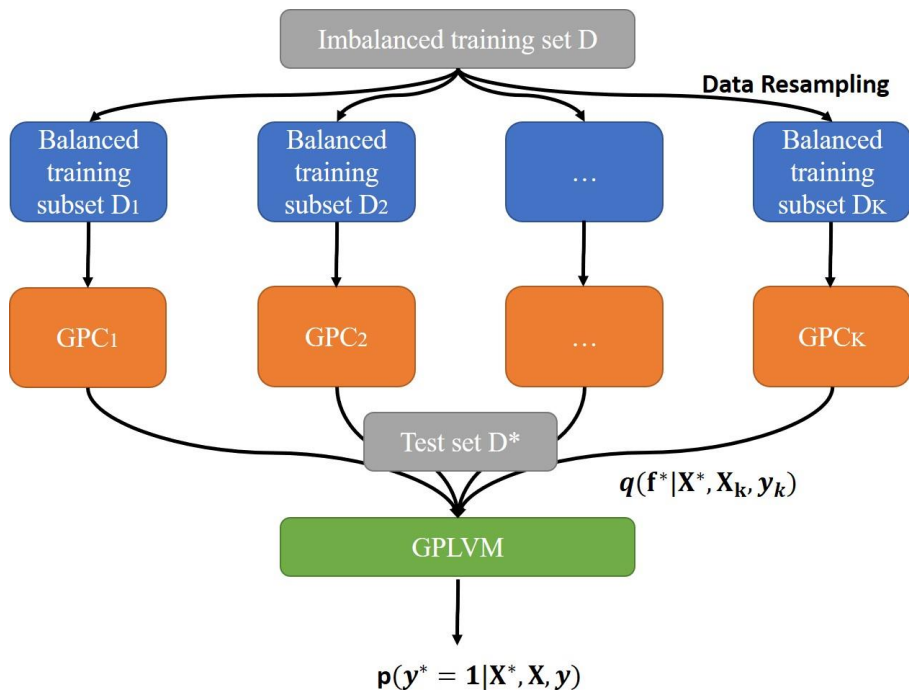 Imbalanced training set D
Data Resampling
Balanced
training
subset D₁
Balanced
training
subset D₂
...
Balanced
training
subset Dₖ
GPC₁
GPC₂
...
GPCₖ
Test set D*
q(f*|X*, Xₖ, yₖ)
GPLVM
p(y* = 1|X*, X, y)